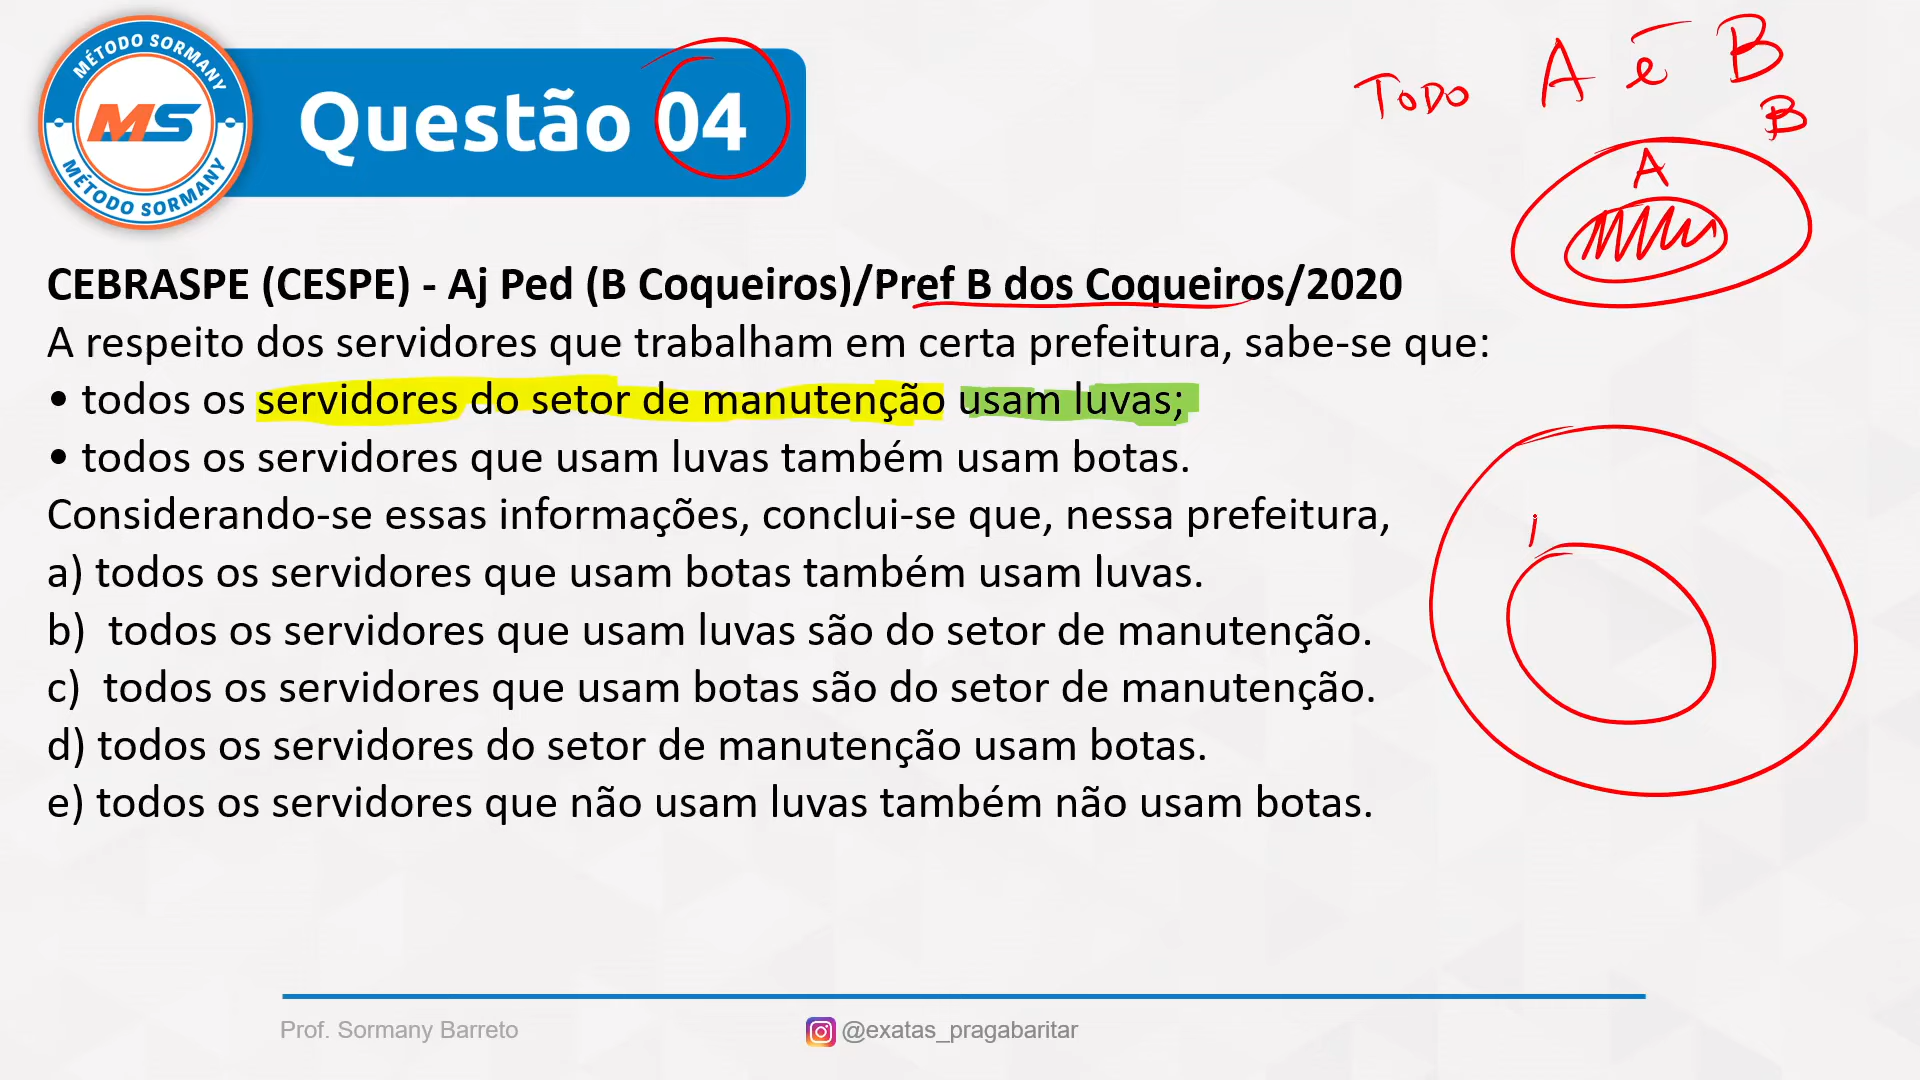 MÉTODO SORMANY
MS
MÉTODO SORMANY
Questão 04
TODO A é B
B
A
CEBRASPE (CESPE) - Aj Ped (B Coqueiros)/Pref B dos Coqueiros/2020
A respeito dos servidores que trabalham em certa prefeitura, sabe-se que:
• todos os servidores do setor de manutenção usam luvas;
• todos os servidores que usam luvas também usam botas.
Considerando-se essas informações, conclui-se que, nessa prefeitura,
a) todos os servidores que usam botas também usam luvas.
b) todos os servidores que usam luvas são do setor de manutenção.
c) todos os servidores que usam botas são do setor de manutenção.
d) todos os servidores do setor de manutenção usam botas.
e) todos os servidores que não usam luvas também não usam botas.
Prof. Sormany Barreto
@exatas_pragabaritar